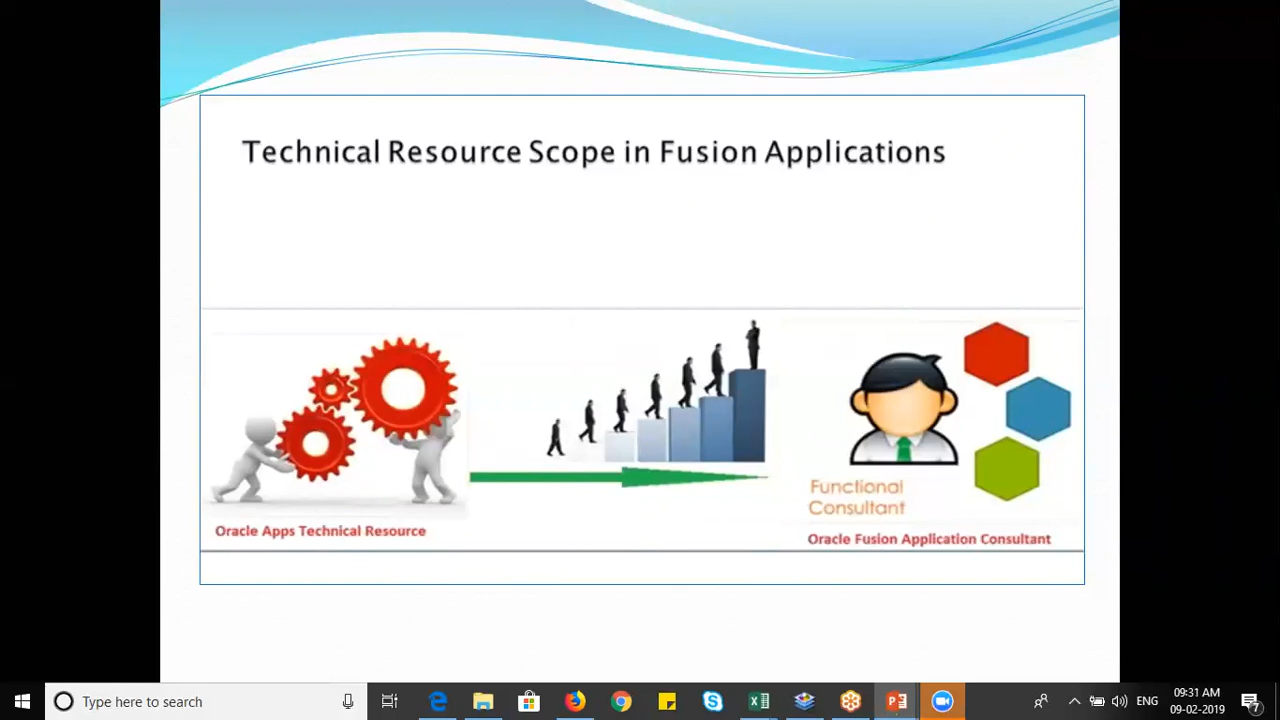 Technical Resource Scope in Fusion Applications
Functional
Consultant
Oracle Apps Technical Resource
Oracle Fusion Application Consultant
Type here to search
ENG
09:31 AM
09-02-2019
7